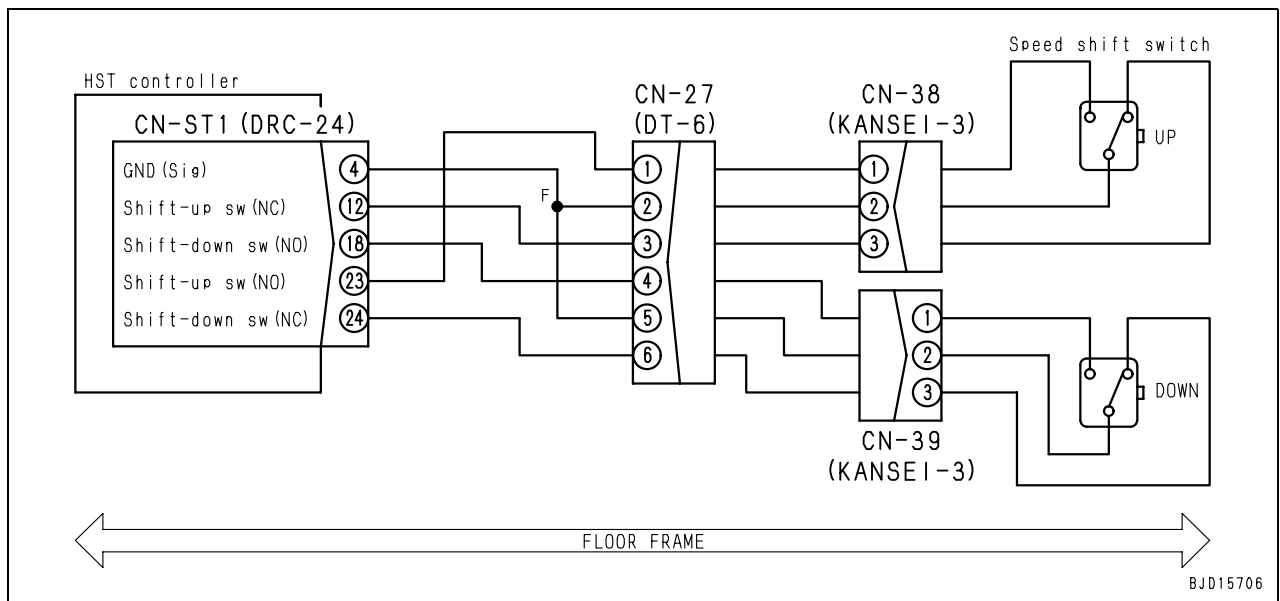 Speed shift switch
HST controller
CN-ST1 (DRC-24)
CN-27
(DT-6)
CN-38
(KANSEI-3)
UP
GND (Sig)
4
Shift-up sw (NC)
12
Shift-down sw (NO)
18
Shift-up sw (NO)
23
Shift-down sw (NC)
24
F
1
2
3
4
5
6
1
2
3
1
2
3
DOWN
CN-39
(KANSEI-3)
FLOOR FRAME
BJD15706